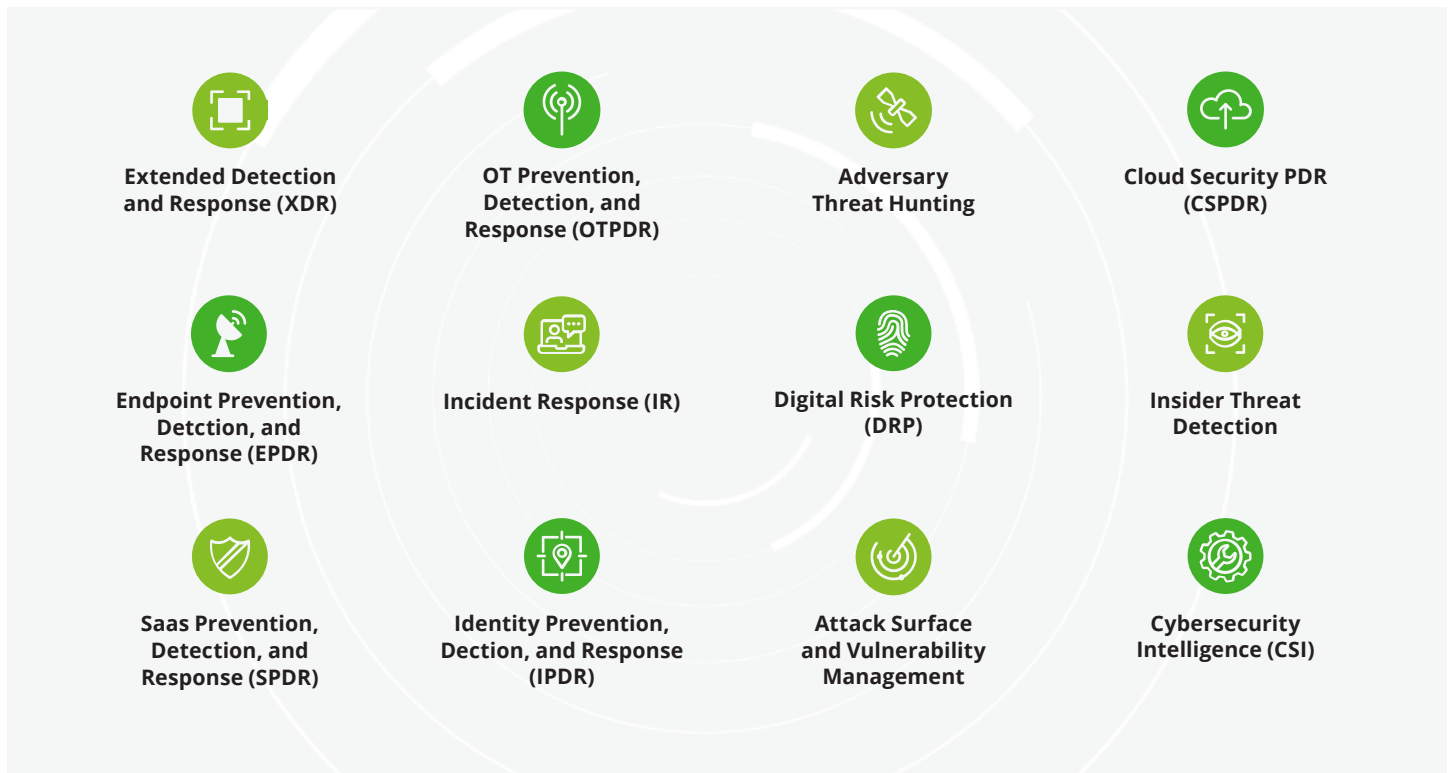 Extended Detection
and Response (XDR)
OT Prevention,
Detection, and
Response (OTPDR)
Adversary
Threat Hunting
Cloud Security PDR
(CSPDR)
Endpoint Prevention,
Detction, and
Response (EPDR)
Incident Response (IR)
Digital Risk Protection
(DRP)
Insider Threat
Detection
Saas Prevention,
Detection, and
Response (SPDR)
Identity Prevention,
Dection, and Response
(IPDR)
Attack Surface
and Vulnerability
Management
Cybersecurity
Intelligence (CSI)